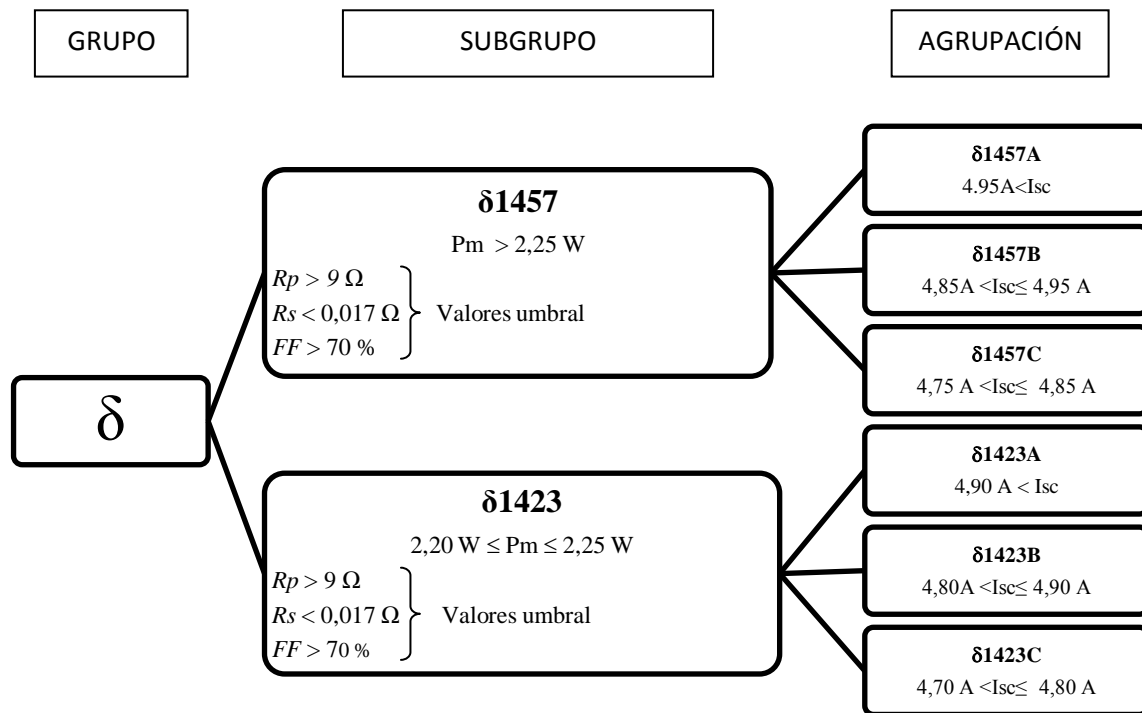 GRUPO
SUBGRUPO
AGRUPACIÓN
δ
δ1457
Pm > 2,25 W
Rp > 9 Ω
Rs < 0,017 Ω
FF > 70 %
Valores umbral
δ1423
2,20 W ≤ Pm ≤ 2,25 W
Rp > 9 Ω
Rs < 0,017 Ω
FF > 70 %
Valores umbral
δ1457A
4.95A<Isc
δ1457B
4,85A <Isc≤ 4,95 A
δ1457C
4,75 A <Isc≤ 4,85 A
δ1423A
4,90 A < Isc
δ1423B
4,80A <Isc≤ 4,90 A
δ1423C
4,70 A <Isc≤ 4,80 A